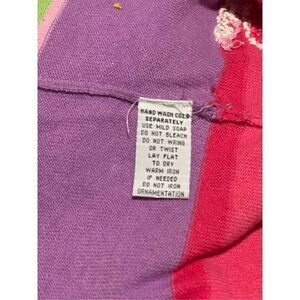 HAND WASH COLD
SEPARATELY
USE MILD SOAP
DO NOT BLEACH
DO NOT WRING
OR TWIST
LAY FLAT
TO DRY
WARM IRON
IF NEEDED
DO NOT IRON
ORNAMENTATION